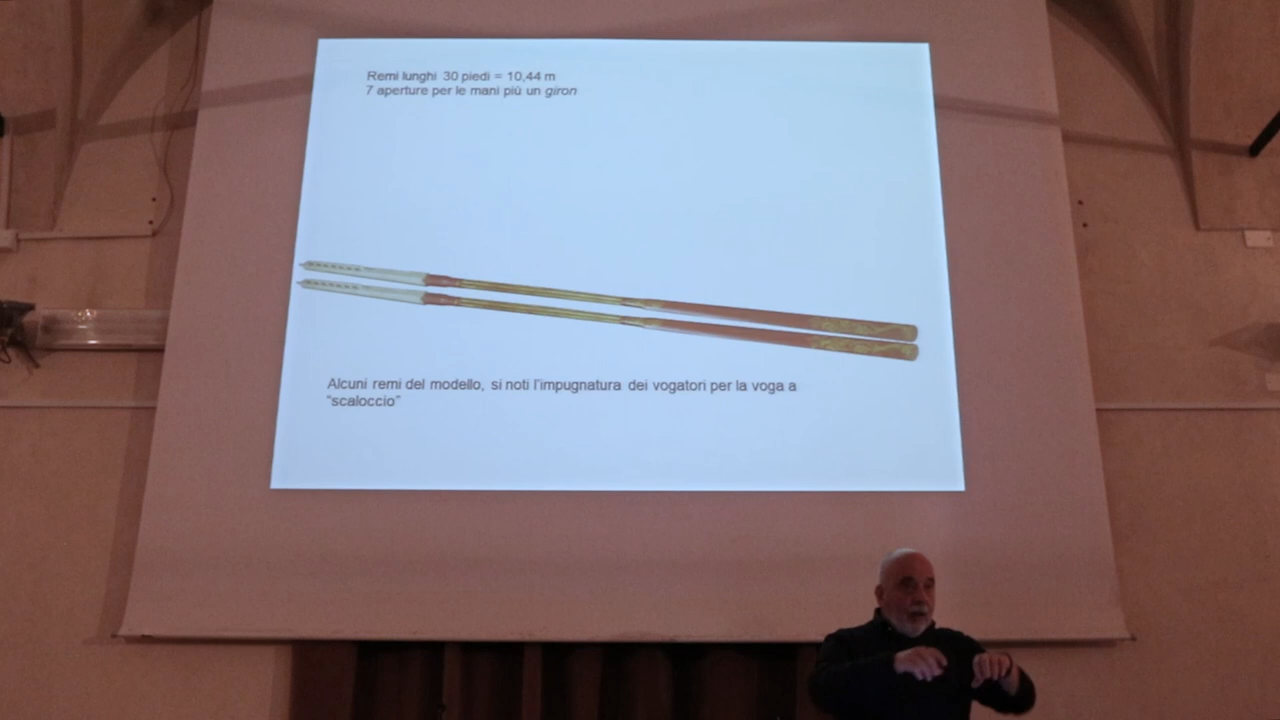 Remi lunghi 30 piedi = 10,44 m
7 aperture per le mani più un giron
Alcuni remi del modello, si noti l'impugnatura dei vogatori per la voga a
"scaloccio"